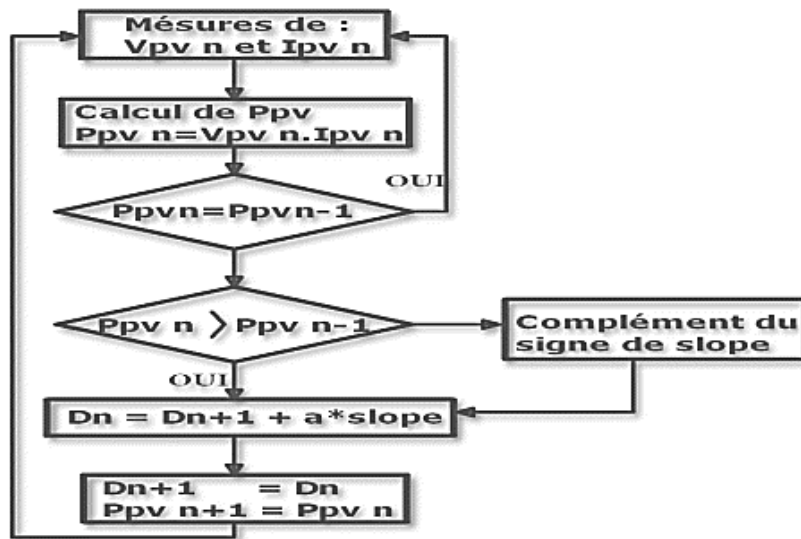 Mésures de :
Vpv n et Ipv n
Calcul de Ppv
Ppv n=Vpv n.Ipv n
OUI
Ppvn=Ppvn-1
Ppv n > Ppv n-1
Complément du
signe de slope
OUI
Dn = Dn+1 + a*slope
Dn+1 = Dn
Ppv n+1 = Ppv n